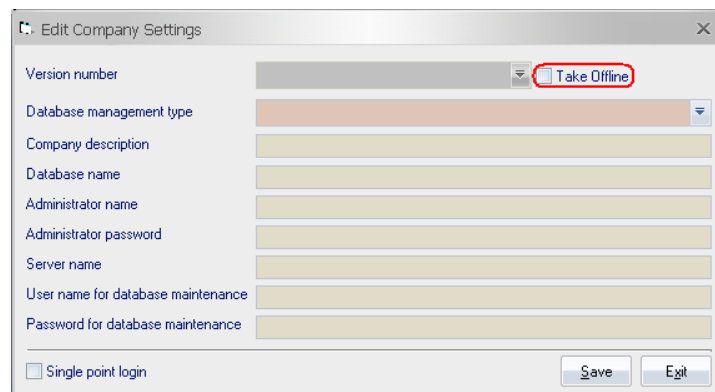 Edit Company Settings
Version number
Take Offline
Database management type
Company description
Database name
Administrator name
Administrator password
Server name
User name for database maintenance
Password for database maintenance
Single point login
Save
Exit